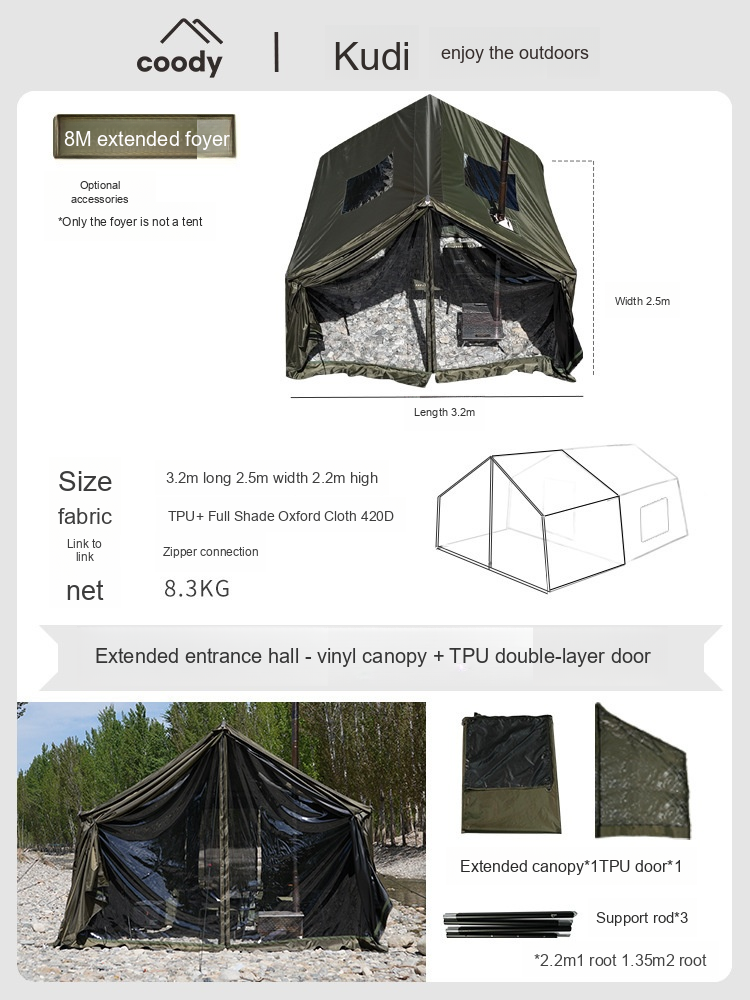 coody | Kudi enjoy the outdoors
8M extended foyer
Optional
accessories
*Only the foyer is not a tent
Width 2.5m
Length 3.2m
Size 3.2m long 2.5m width 2.2m high
fabric TPU+ Full Shade Oxford Cloth 420D
Link to
link
Zipper connection
net 8.3KG
Extended entrance hall - vinyl canopy + TPU double-layer door
Extended canopy*1TPU door*1
Support rod*3
*2.2m1 root 1.35m2 root